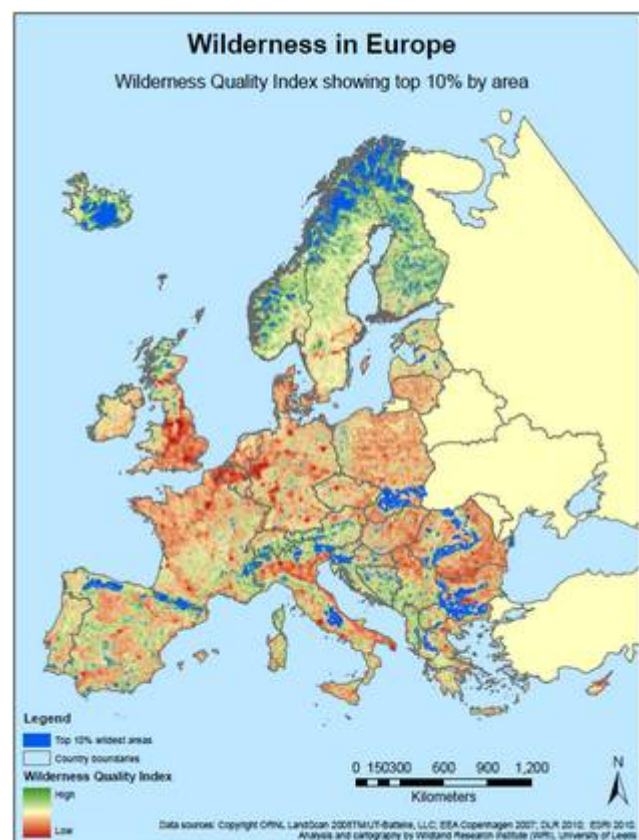 Wilderness in Europe
Wilderness Quality Index showing top 10% by area
Legend
Top 10% wildest areas
Country boundaries
Wilderness Quality Index
High
Low
0 150300 600 900 1,200
Kilometers
N
Data sources: Copyright ORNL LandScan 2008TM/UT-Battelle, LLC; EEA Copenhagen 2007; DLR 2010; ESRI 2010
Analysis and cartography by Wildland Research Institute (WRi), University of Leeds